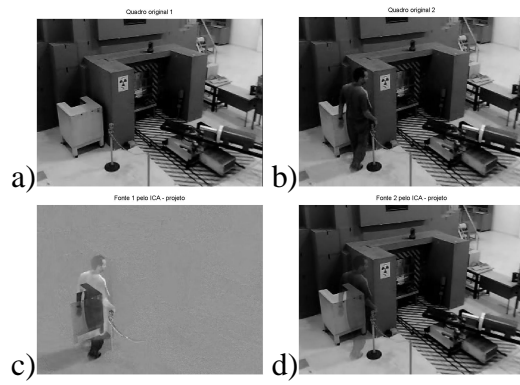 Quadro original 1
Quadro original 2
a)
b)
Fonte 1 pelo ICA - projeto
Fonte 2 pelo ICA - projeto
c)
d)